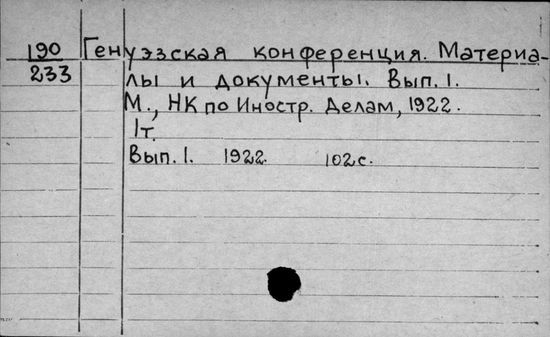 190 Генуэзская конференция. Материа-
233 лы и документы. Вып. 1.
М., НК по Иностр. Делам, 1922.
1т.
Вып. 1. 1922. 102с.